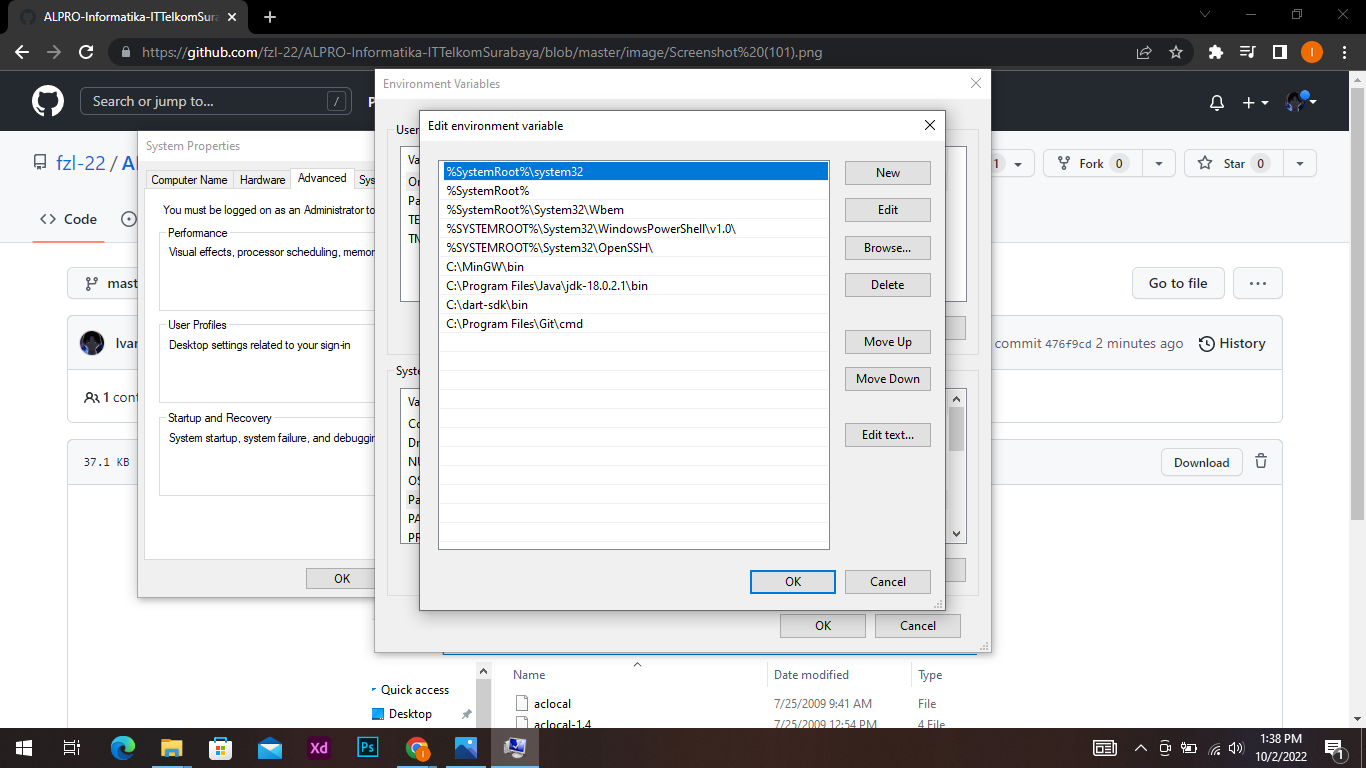 ALPRO-Informatika-ITTelkomSura
https://github.com/fzl-22/ALPRO-Informatika-ITTelkomSurabaya/blob/master/image/Screenshot%20(101).png
I
Search or jump to... /
P
fzl-22 / Al
1
Fork 0
Star 0
Code
mast
Go to file
Ivan
commit 476f9cd 2 minutes ago
History
1 cont
37.1 KB
Download
System Properties
Computer Name
Hardware
Advanced
Sys
You must be logged on as an Administrator to
Performance
Visual effects, processor scheduling, memor
User Profiles
Desktop settings related to your sign-in
Startup and Recovery
System startup, system failure, and debuggin
OK
Environment Variables
User
Va
On
Pa
TE
TM
Syste
Va
Co
Dr
NU
OS
Pa
PA
PR
OK
Cancel
Edit environment variable
%SystemRoot%\system32
%SystemRoot%
%SystemRoot%\System32\Wbem
%SYSTEMROOT%\System32\WindowsPowerShell\v1.0\
%SYSTEMROOT%\System32\OpenSSH\
C:\MinGW\bin
C:\Program Files\Java\jdk-18.0.2.1\bin
C:\dart-sdk\bin
C:\Program Files\Git\cmd
New
Edit
Browse...
Delete
Move Up
Move Down
Edit text...
OK
Cancel
Quick access
Desktop
Name
Date modified
Type
aclocal
7/25/2009 9:41 AM
File
aclocal-1.4
7/25/2009 12:54 PM
4 File
Xd
Ps
1:38 PM
10/2/2022
1